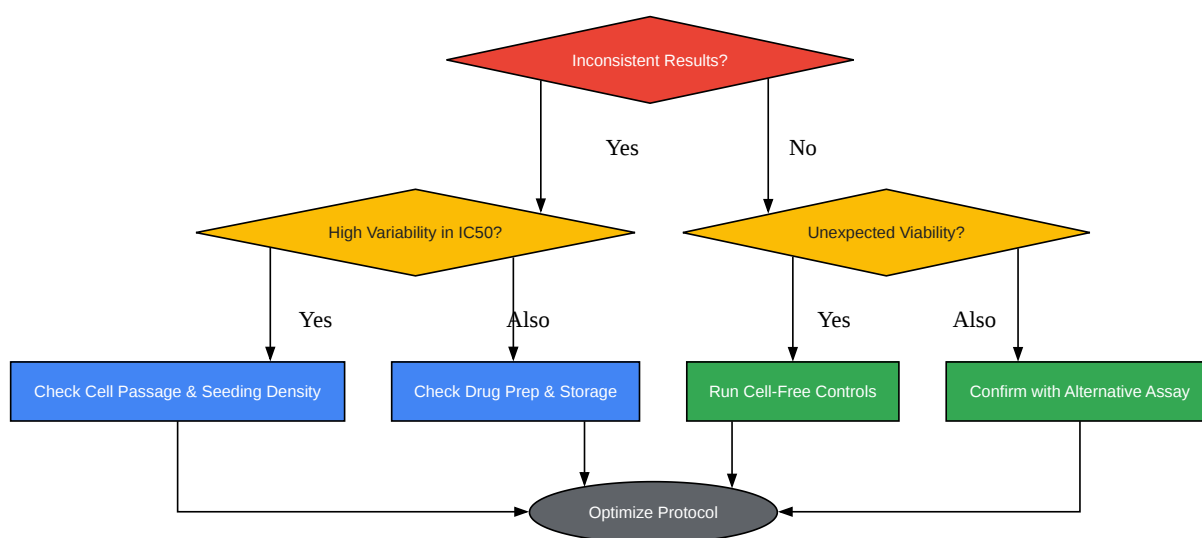 Inconsistent Results?
Yes
No
High Variability in IC50?
Unexpected Viability?
Yes
Also
Yes
Also
Check Cell Passage & Seeding Density
Check Drug Prep & Storage
Run Cell-Free Controls
Confirm with Alternative Assay
Optimize Protocol